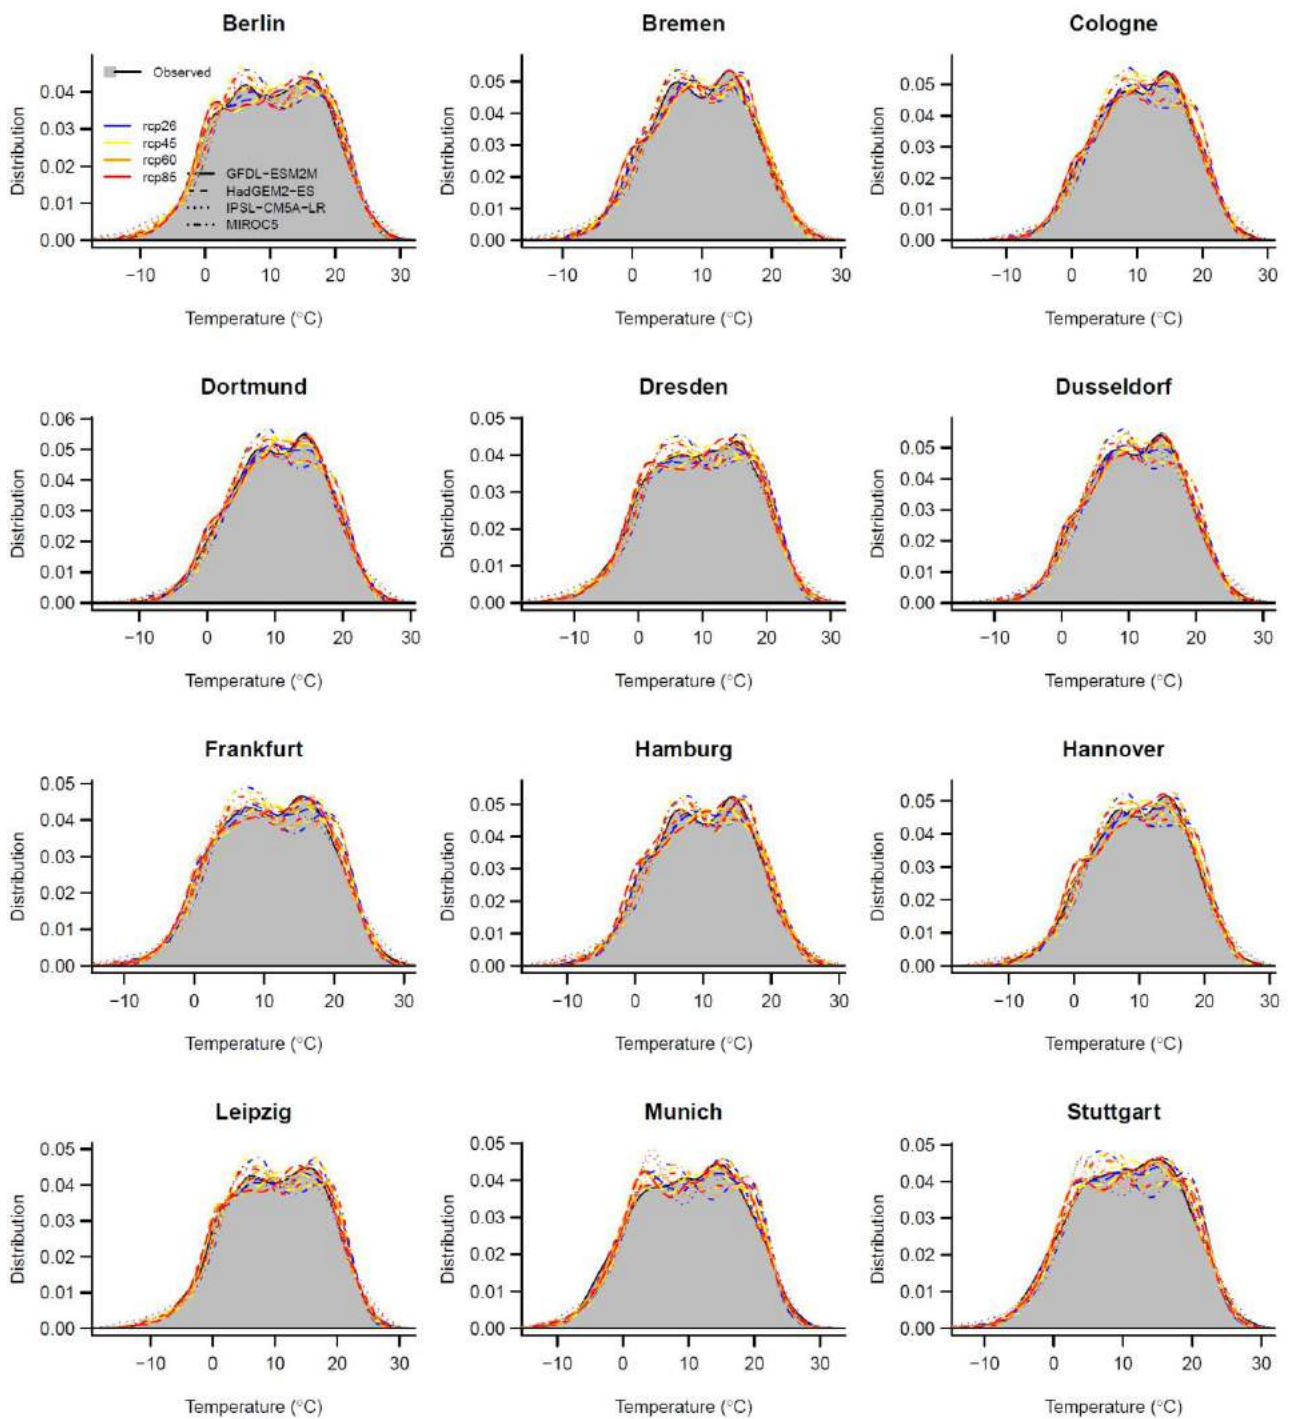 Berlin
Distribution
0.04
0.03
0.02
0.01
0.00
Observed
rcp26
rcp45
rcp60
rcp85
GFDL−ESM2M
HadGEM2−ES
IPSL−CM5A−LR
MIROC5
−10 0 10 20 30
Temperature (°C)
Bremen
Distribution
0.05
0.04
0.03
0.02
0.01
0.00
−10 0 10 20 30
Temperature (°C)
Cologne
Distribution
0.05
0.04
0.03
0.02
0.01
0.00
−10 0 10 20 30
Temperature (°C)
Dortmund
Distribution
0.06
0.05
0.04
0.03
0.02
0.01
0.00
−10 0 10 20 30
Temperature (°C)
Dresden
Distribution
0.05
0.04
0.03
0.02
0.01
0.00
−10 0 10 20 30
Temperature (°C)
Dusseldorf
Distribution
0.05
0.04
0.03
0.02
0.01
0.00
−10 0 10 20 30
Temperature (°C)
Frankfurt
Distribution
0.05
0.04
0.03
0.02
0.01
0.00
−10 0 10 20 30
Temperature (°C)
Hamburg
Distribution
0.05
0.04
0.03
0.02
0.01
0.00
−10 0 10 20 30
Temperature (°C)
Hannover
Distribution
0.05
0.04
0.03
0.02
0.01
0.00
−10 0 10 20 30
Temperature (°C)
Leipzig
Distribution
0.05
0.04
0.03
0.02
0.01
0.00
−10 0 10 20 30
Temperature (°C)
Munich
Distribution
0.05
0.04
0.03
0.02
0.01
0.00
−10 0 10 20 30
Temperature (°C)
Stuttgart
Distribution
0.05
0.04
0.03
0.02
0.01
0.00
−10 0 10 20 30
Temperature (°C)